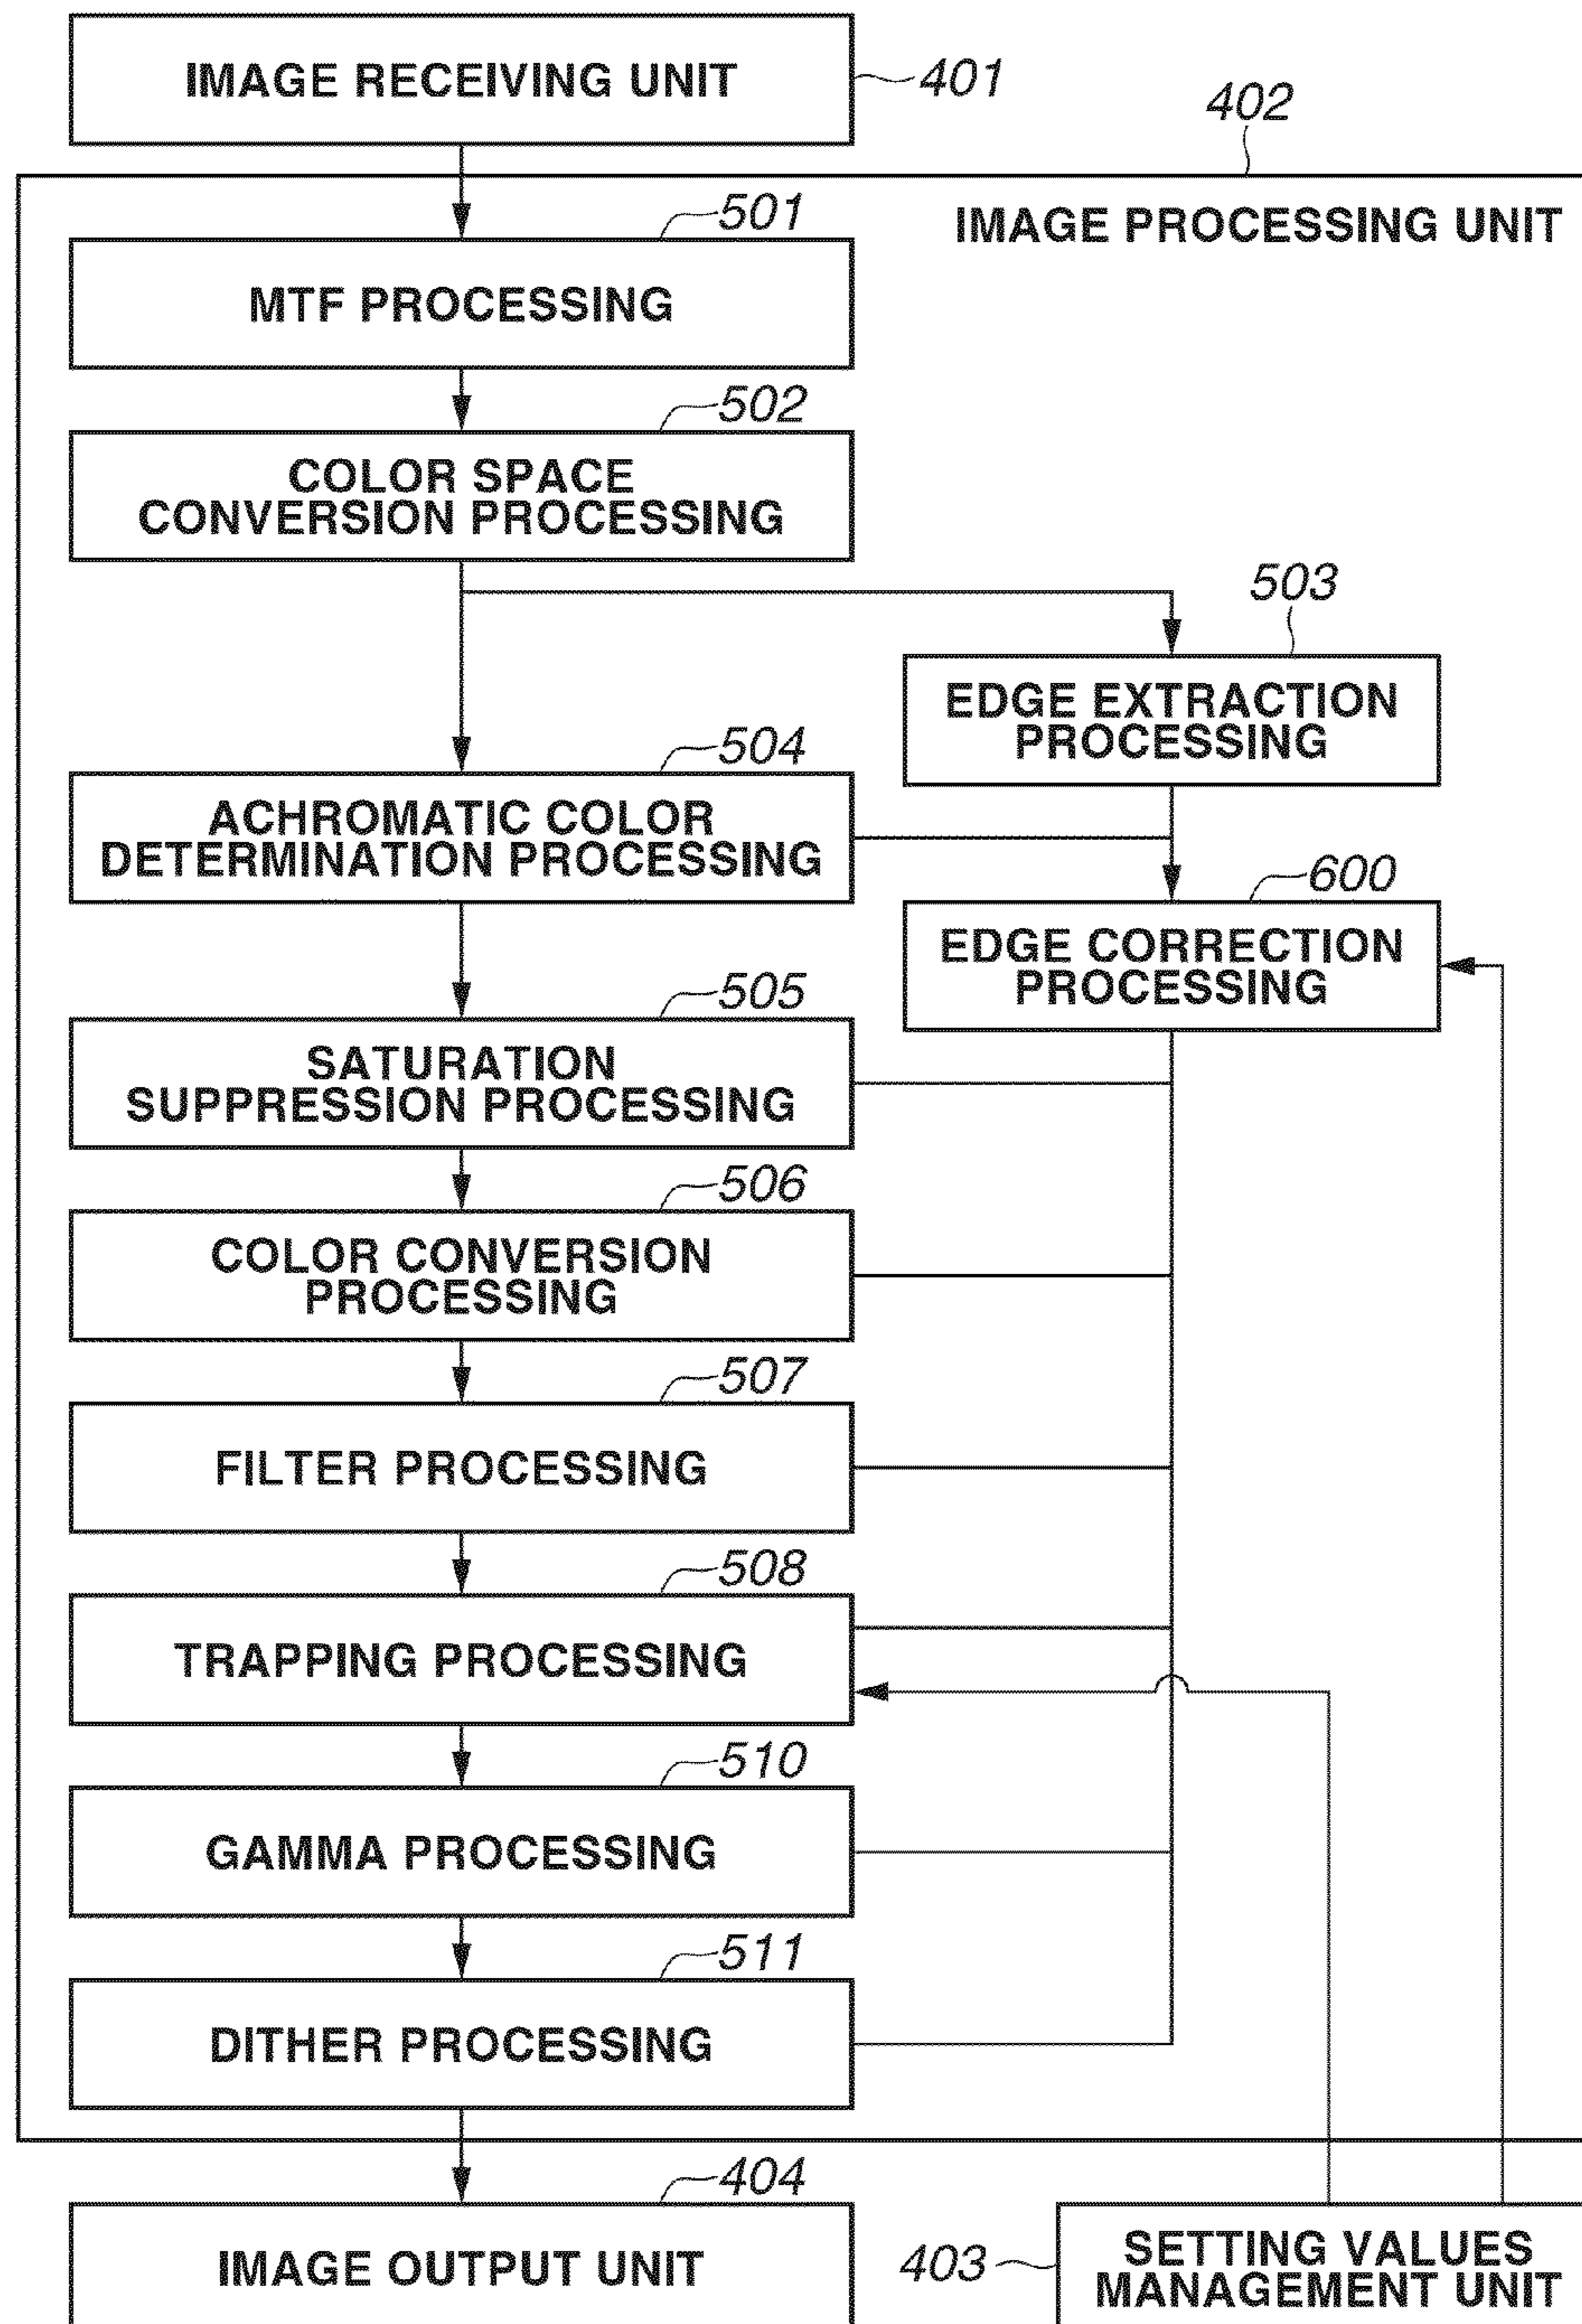 IMAGE RECEIVING UNIT
401
402
IMAGE PROCESSING UNIT
501
MTF PROCESSING
502
COLOR SPACE
CONVERSION PROCESSING
503
EDGE EXTRACTION
PROCESSING
504
ACHROMATIC COLOR
DETERMINATION PROCESSING
600
EDGE CORRECTION
PROCESSING
505
SATURATION
SUPPRESSION PROCESSING
506
COLOR CONVERSION
PROCESSING
507
FILTER PROCESSING
508
TRAPPING PROCESSING
510
GAMMA PROCESSING
511
DITHER PROCESSING
404
IMAGE OUTPUT UNIT
403
SETTING VALUES
MANAGEMENT UNIT